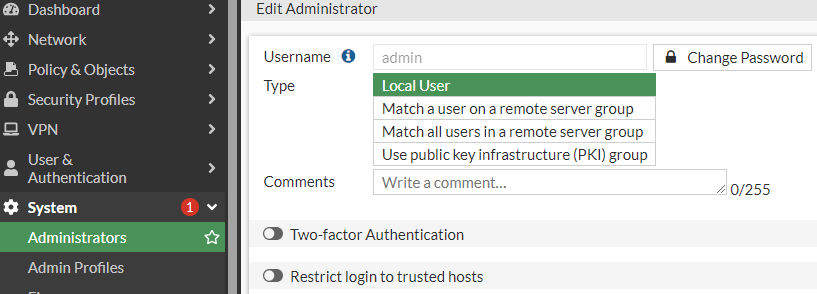 Dashboard
Network
Policy & Objects
Security Profiles
VPN
User &
Authentication
System 1
Administrators
Admin Profiles
Edit Administrator
Username admin Change Password
Type Local User
Match a user on a remote server group
Match all users in a remote server group
Use public key infrastructure (PKI) group
Comments Write a comment... 0/255
Two-factor Authentication
Restrict login to trusted hosts